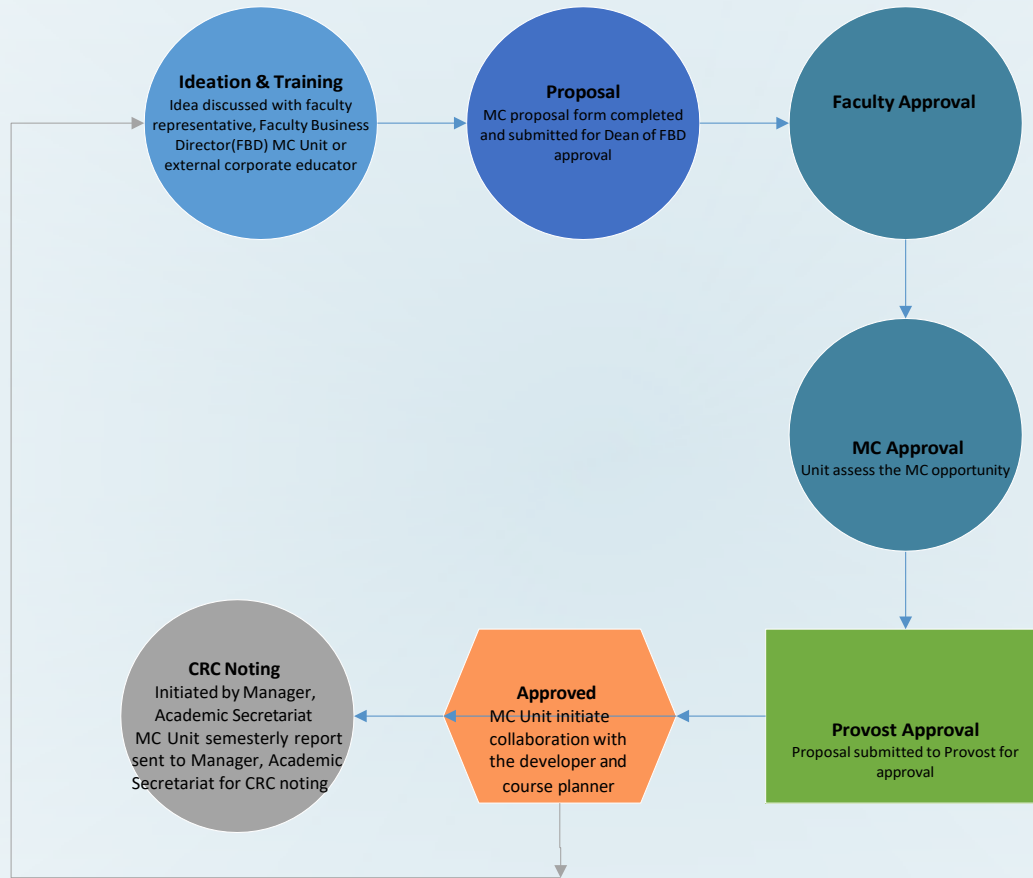 Ideation & Training
Idea discussed with faculty
representative, Faculty Business
Director(FBD) MC Unit or
external corporate educator
Proposal
MC proposal form completed
and submitted for Dean of FBD
approval
Faculty Approval
MC Approval
Unit assess the MC opportunity
CRC Noting
Initiated by Manager,
Academic Secretariat
MC Unit semesterly report
sent to Manager, Academic
Secretariat for CRC noting
Approved
MC Unit initiate
collaboration with
the developer and
course planner
Provost Approval
Proposal submitted to Provost for
approval